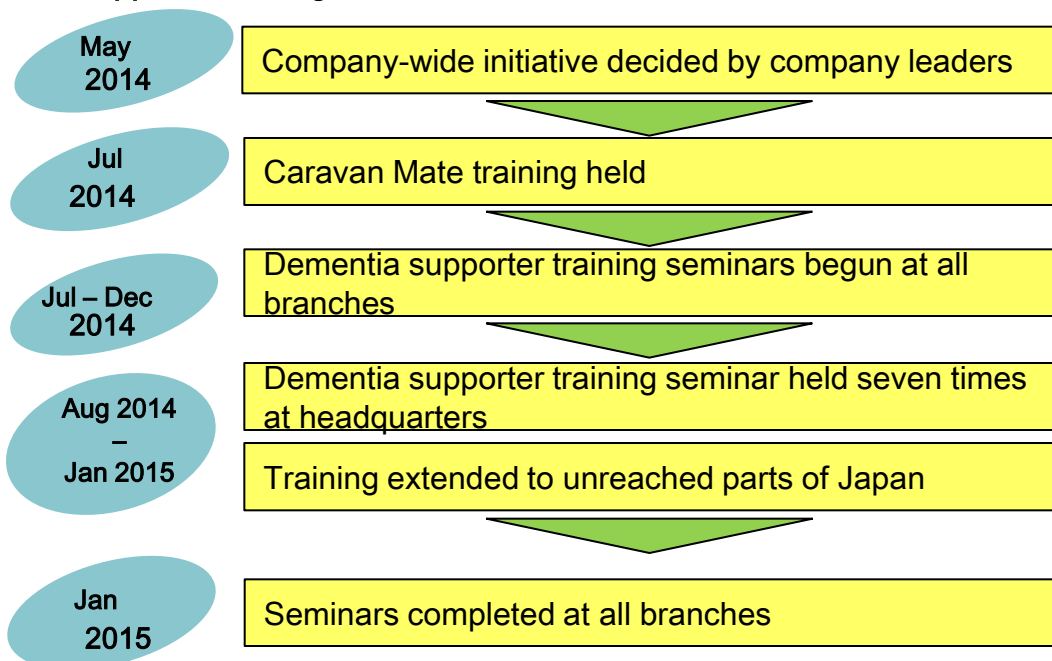 May
2014
Company-wide initiative decided by company leaders
Jul
2014
Caravan Mate training held
Jul – Dec
2014
Dementia supporter training seminars begun at all
branches
Aug 2014
–
Jan 2015
Dementia supporter training seminar held seven times
at headquarters
Training extended to unreached parts of Japan
Jan
2015
Seminars completed at all branches